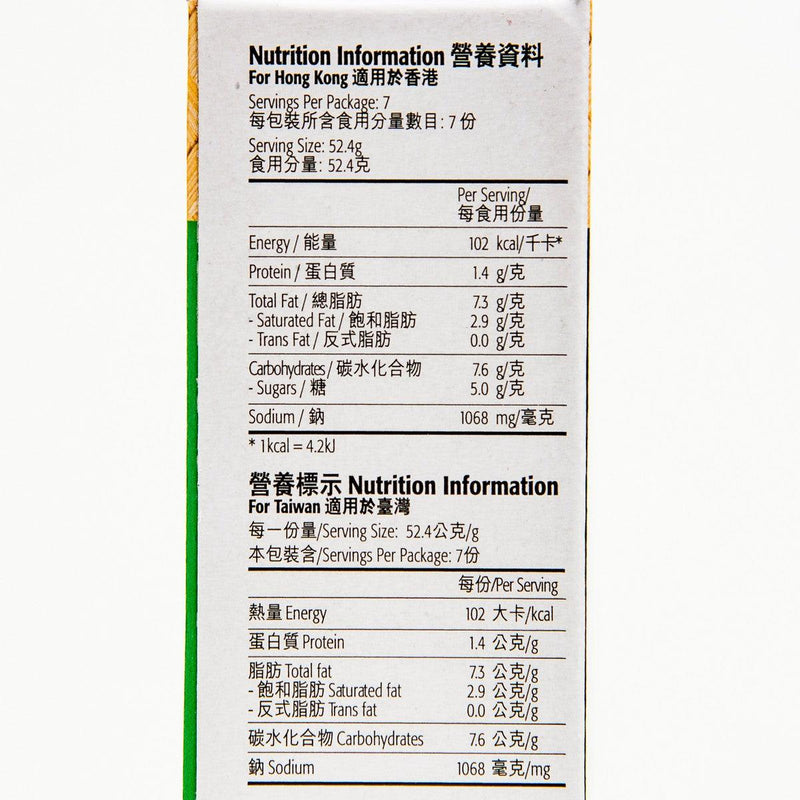 Nutrition Information 營養資料
For Hong Kong 適用於香港
Servings Per Package: 7
每包裝所含食用分量數目: 7 份
Serving Size: 52.4g
食用分量: 52.4克
Per Serving/
每食用份量
Energy / 能量 102 kcal/千卡*
Protein / 蛋白質 1.4 g/克
Total Fat / 總脂肪 7.3 g/克
- Saturated Fat / 飽和脂肪 2.9 g/克
- Trans Fat / 反式脂肪 0.0 g/克
Carbohydrates / 碳水化合物 7.6 g/克
- Sugars / 糖 5.0 g/克
Sodium / 鈉 1068 mg/毫克
* 1kcal = 4.2kJ
營養標示 Nutrition Information
For Taiwan 適用於臺灣
每一份量/Serving Size: 52.4公克/g
本包裝含/Servings Per Package: 7份
每份/Per Serving
熱量 Energy 102 大卡/kcal
蛋白質 Protein 1.4 公克/g
脂肪 Total fat 7.3 公克/g
- 飽和脂肪 Saturated fat 2.9 公克/g
- 反式脂肪 Trans fat 0.0 公克/g
碳水化合物 Carbohydrates 7.6 公克/g
鈉 Sodium 1068 毫克/mg